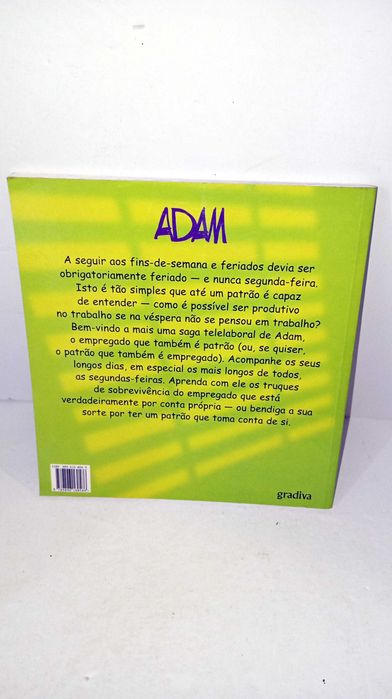 ADAM
A seguir aos fins-de-semana e feriados devia ser
obrigatoriamente feriado — e nunca segunda-feira.
Isto é tão simples que até um patrão é capaz
de entender — como é possível ser produtivo
no trabalho se na véspera não se pensou em trabalho?
Bem-vindo a mais uma saga telelaboral de Adam,
o empregado que também é patrão (ou, se quiser,
o patrão que também é empregado). Acompanhe os seus
longos dias, em especial os mais longos de todos,
as segundas-feiras. Aprenda com ele os truques
de sobrevivência do empregado que está
verdadeiramente por conta própria — ou bendiga a sua
sorte por ter um patrão que toma conta de si.
gradiva